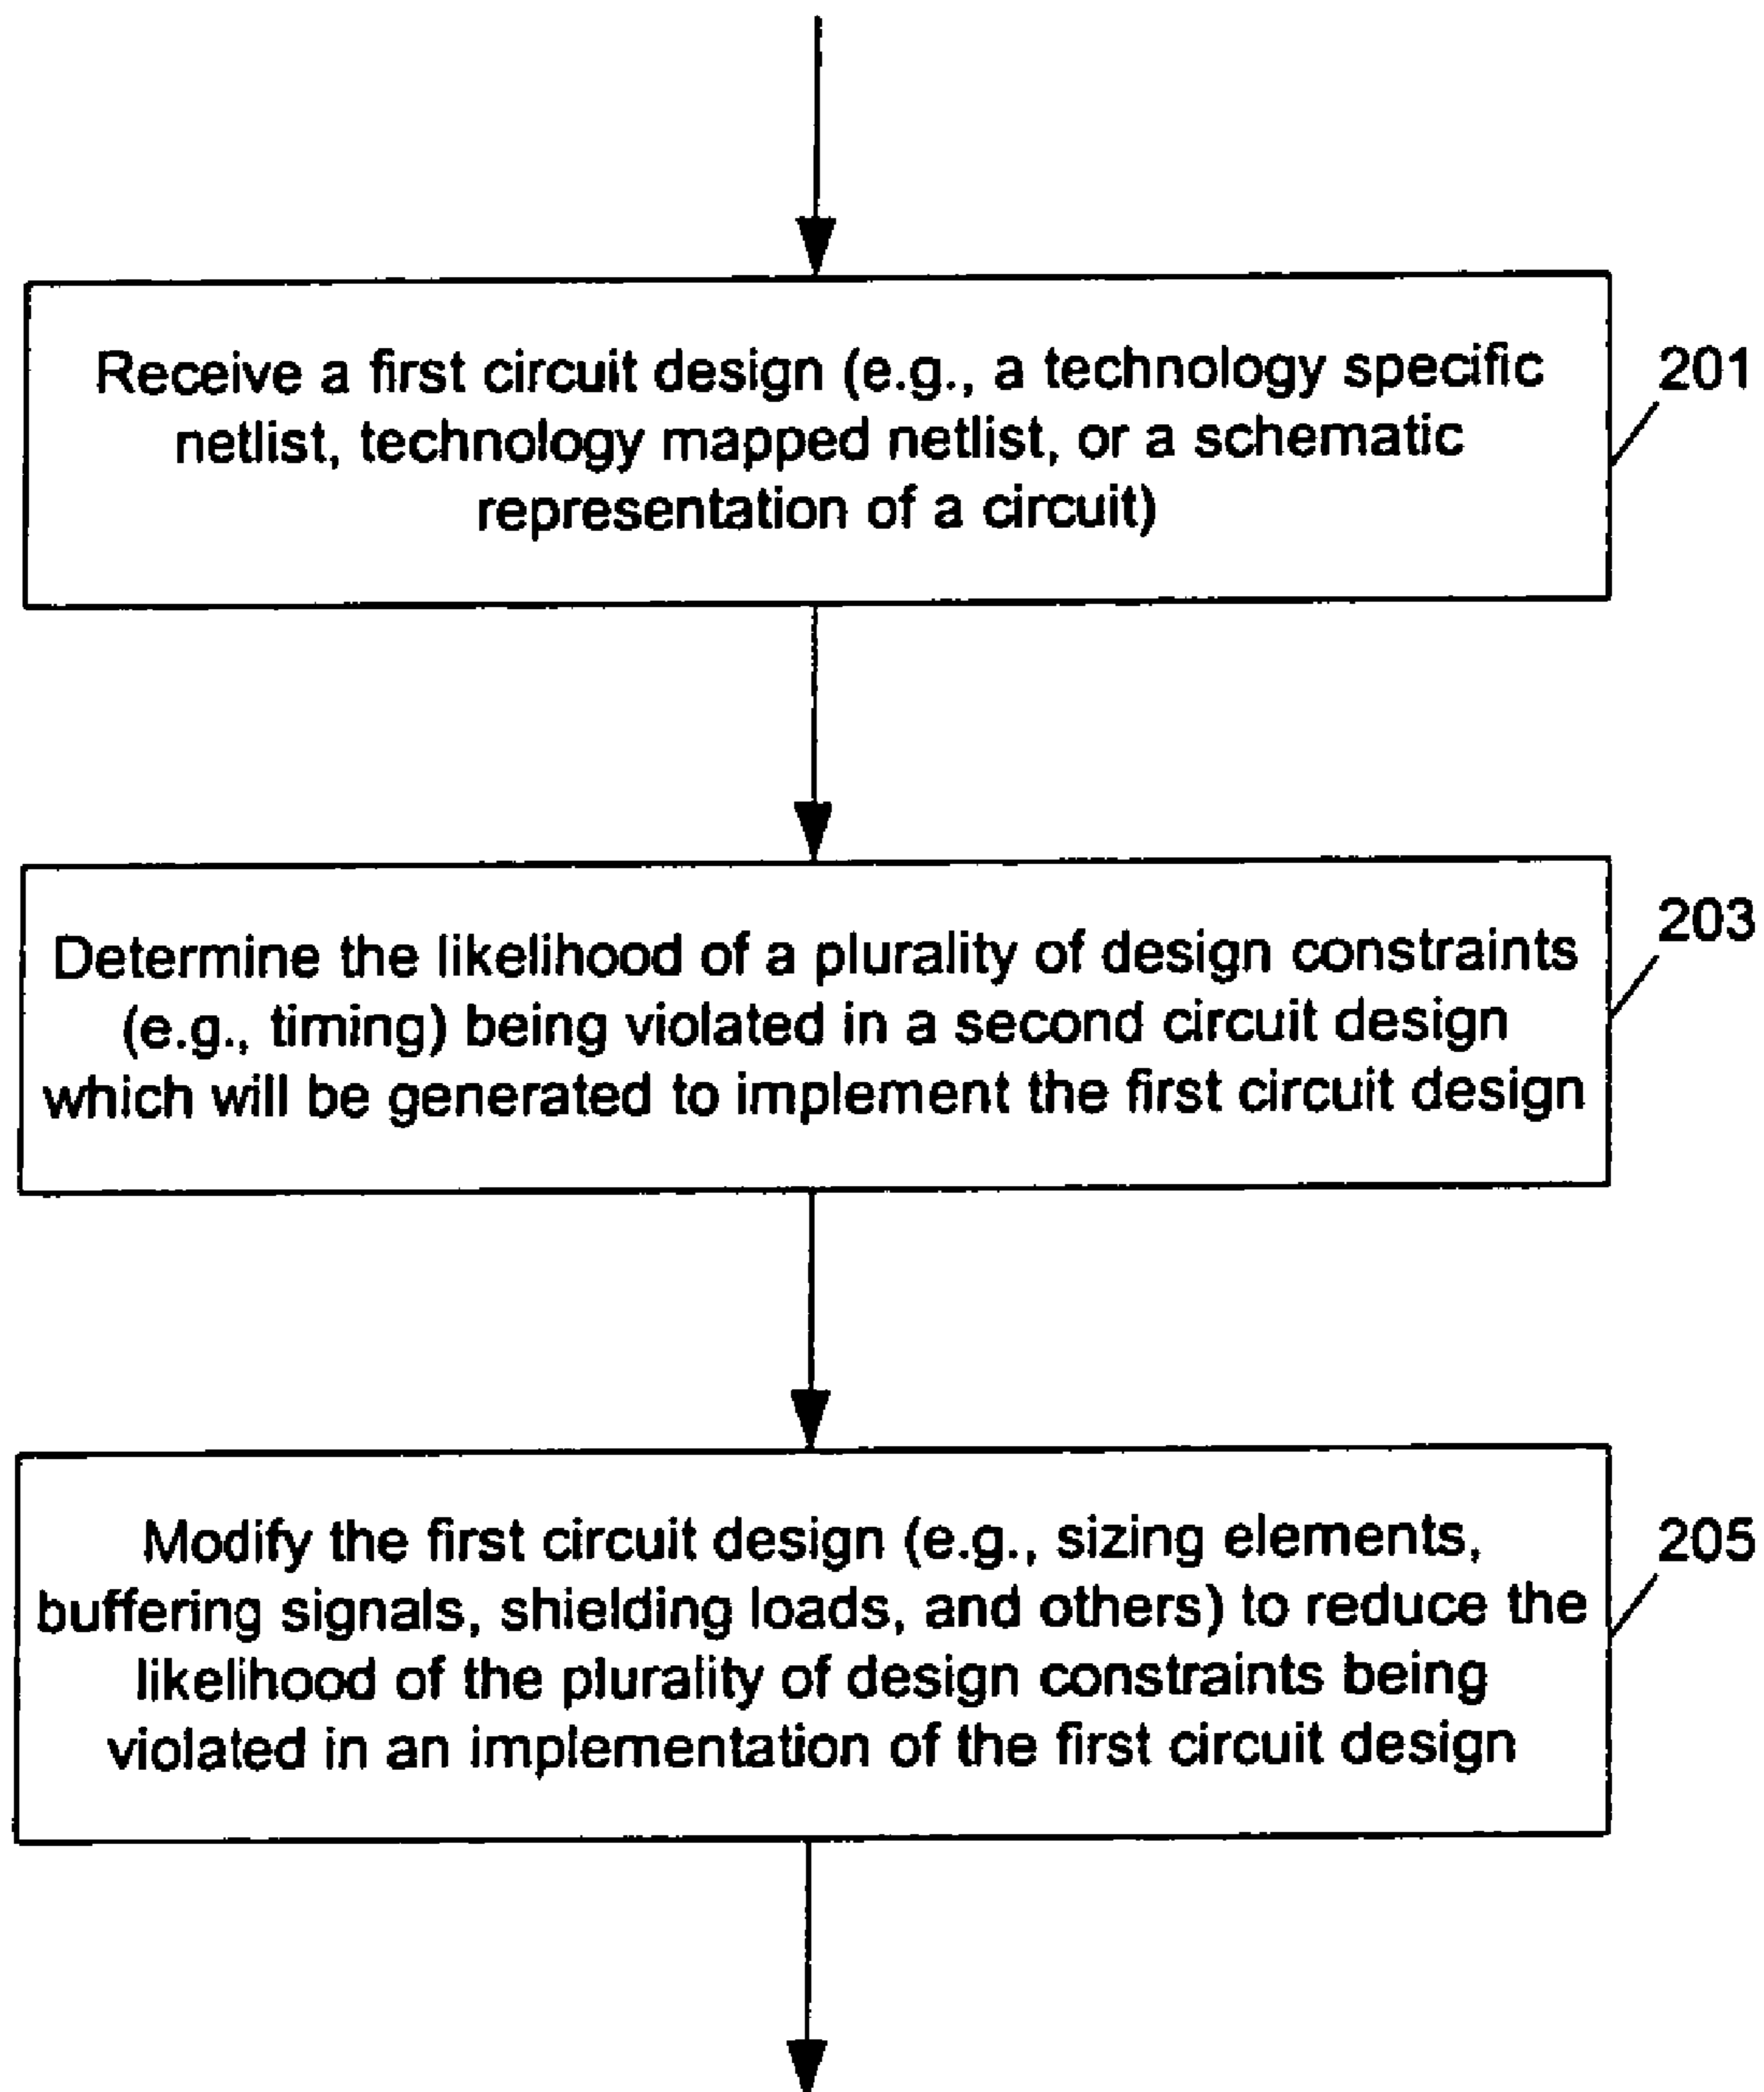 Receive a first circuit design (e.g., a technology specific
netlist, technology mapped netlist, or a schematic
representation of a circuit)
201
Determine the likelihood of a plurality of design constraints
(e.g., timing) being violated in a second circuit design
which will be generated to implement the first circuit design
203
Modify the first circuit design (e.g., sizing elements,
buffering signals, shielding loads, and others) to reduce the
likelihood of the plurality of design constraints being
violated in an implementation of the first circuit design
205